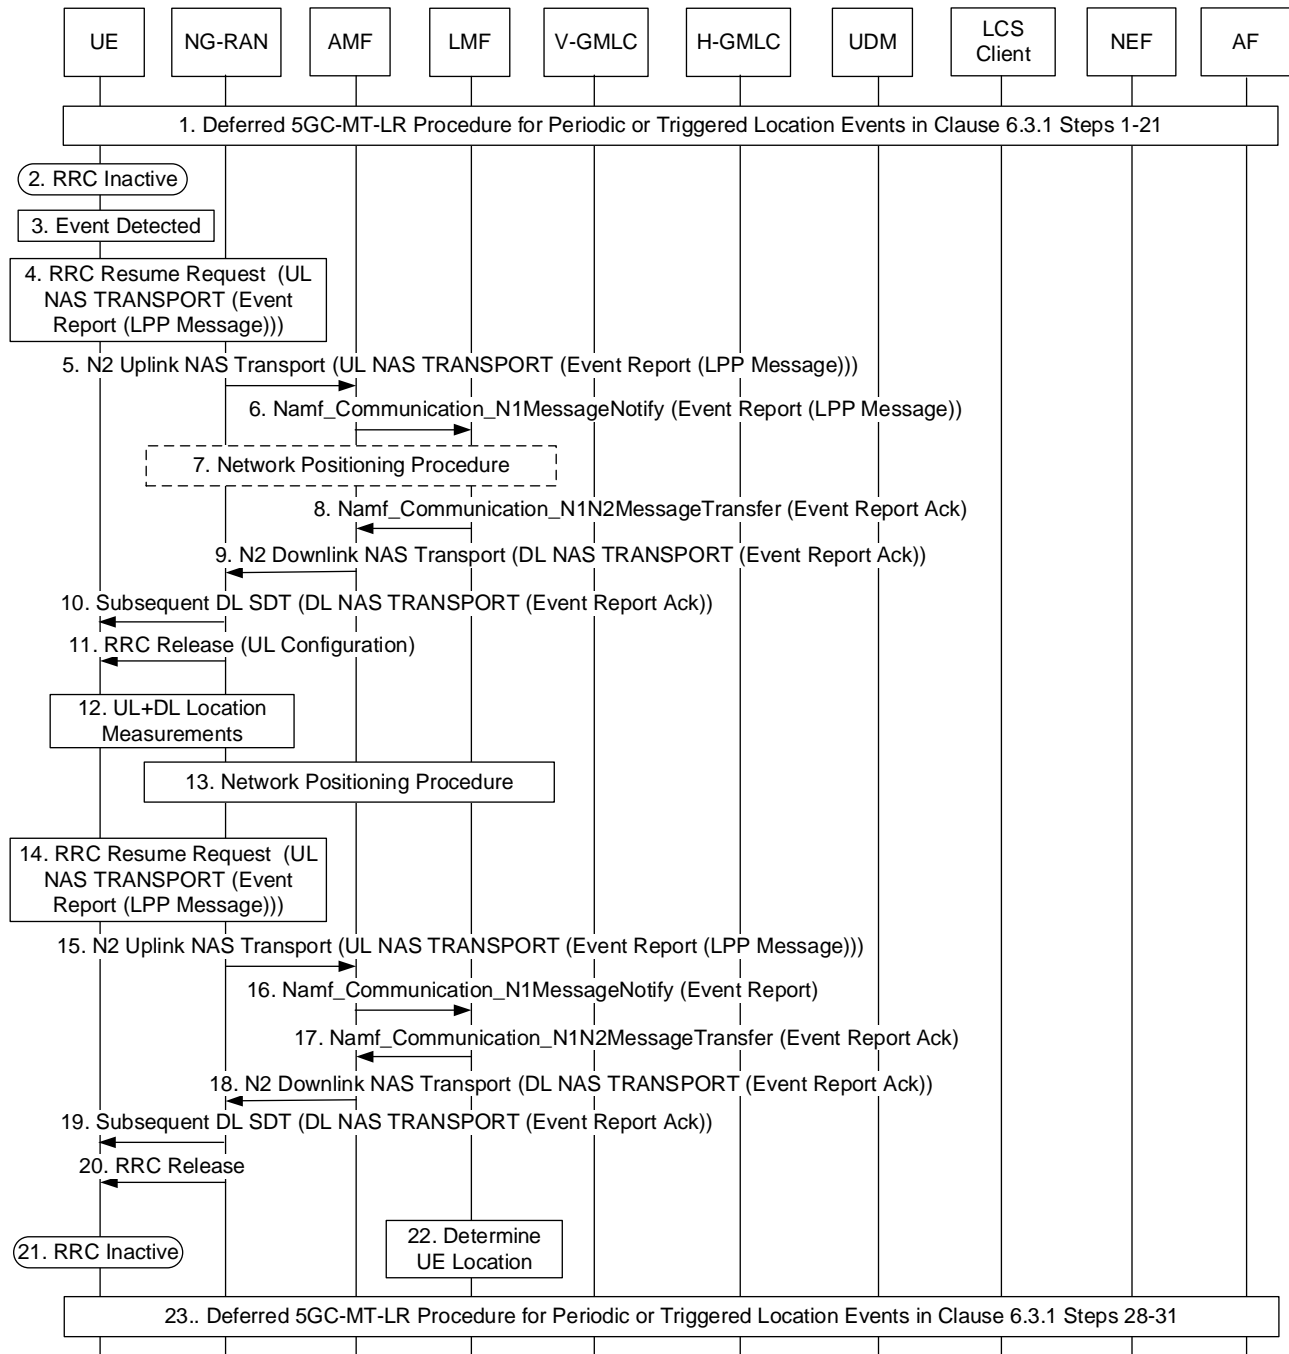 UE
NG-RAN
AMF
LMF
V-GMLC
H-GMLC
UDM
LCS
Client
NEF
AF
1. Deferred 5GC-MT-LR Procedure for Periodic or Triggered Location Events in Clause 6.3.1 Steps 1-21
2. RRC Inactive
3. Event Detected
4. RRC Resume Request  (UL
NAS TRANSPORT (Event
Report (LPP Message)))
5. N2 Uplink NAS Transport (UL NAS TRANSPORT (Event Report (LPP Message)))
6. Namf_Communication_N1MessageNotify (Event Report (LPP Message))
7. Network Positioning Procedure
8. Namf_Communication_N1N2MessageTransfer (Event Report Ack)
9. N2 Downlink NAS Transport (DL NAS TRANSPORT (Event Report Ack))
10. Subsequent DL SDT (DL NAS TRANSPORT (Event Report Ack))
11. RRC Release (UL Configuration)
12. UL+DL Location
Measurements
13. Network Positioning Procedure
14. RRC Resume Request  (UL
NAS TRANSPORT (Event
Report (LPP Message)))
15. N2 Uplink NAS Transport (UL NAS TRANSPORT (Event Report (LPP Message)))
16. Namf_Communication_N1MessageNotify (Event Report)
17. Namf_Communication_N1N2MessageTransfer (Event Report Ack)
18. N2 Downlink NAS Transport (DL NAS TRANSPORT (Event Report Ack))
19. Subsequent DL SDT (DL NAS TRANSPORT (Event Report Ack))
20. RRC Release
21. RRC Inactive
22. Determine
UE Location
23.. Deferred 5GC-MT-LR Procedure for Periodic or Triggered Location Events in Clause 6.3.1 Steps 28-31